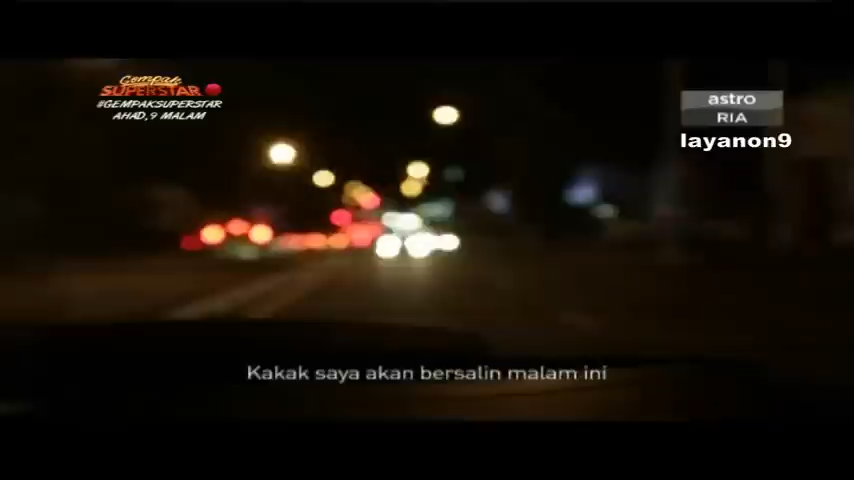 Gempak
SUPERSTAR
#GEMPAKSUPERSTAR
AHAD, 9 MALAM
astro
RIA
layanon9
Kakak saya akan bersalin malam ini